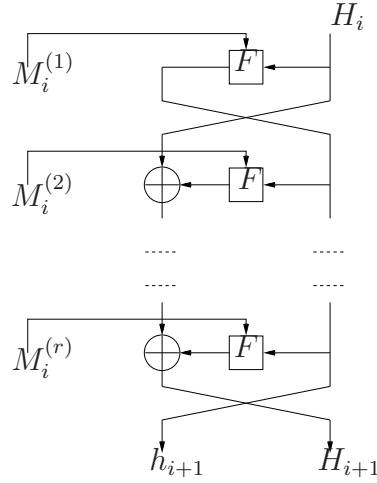 H_i
F
M_i^{(1)}
F
M_i^{(2)}
F
M_i^{(r)}
h_{i+1} H_{i+1}